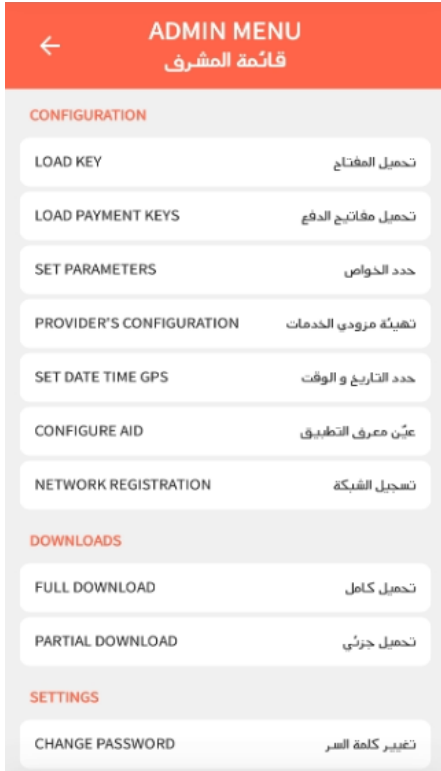 ADMIN MENU
قائمة المشرف
CONFIGURATION
LOAD KEY تحميل المفتاح
LOAD PAYMENT KEYS تحميل مفاتيح الدفع
SET PARAMETERS حدد الخواص
PROVIDER'S CONFIGURATION تهيئة مزودي الخدمات
SET DATE TIME GPS حدد التاريخ و الوقت
CONFIGURE AID عيّن معرف التطبيق
NETWORK REGISTRATION تسجيل الشبكة
DOWNLOADS
FULL DOWNLOAD تحميل كامل
PARTIAL DOWNLOAD تحميل جزئي
SETTINGS
CHANGE PASSWORD تغيير كلمة السر